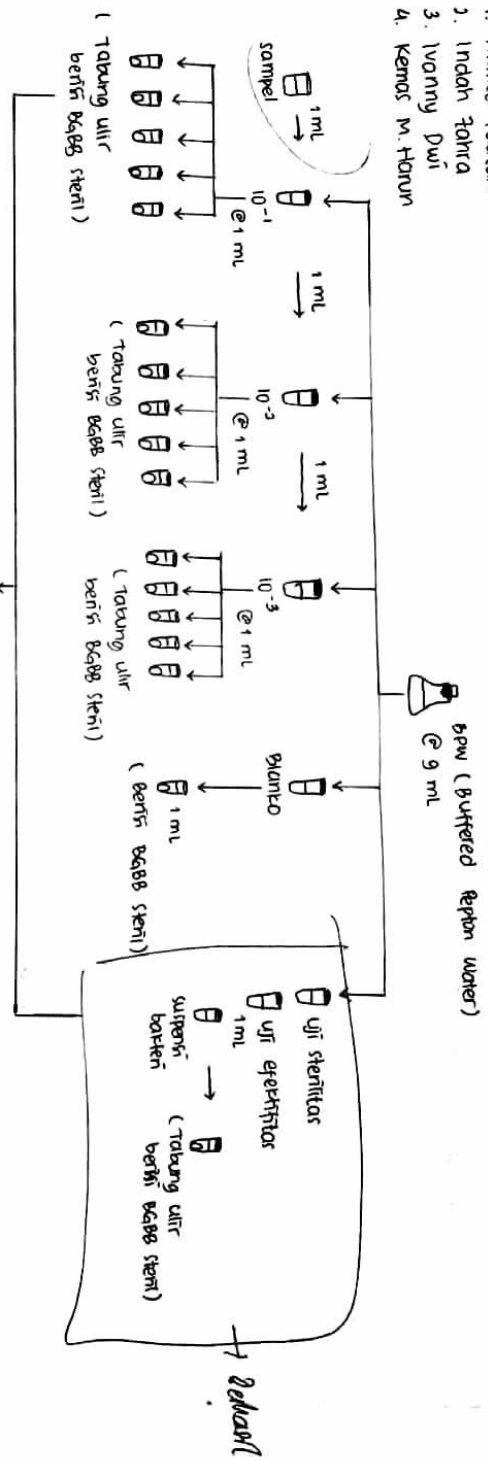 2. Indah Zahra
3. Ivanny Dwi
4. Kemas M. Harun
BPW (Buffered Pepton Water)
@ 9 mL
sampel
1 mL
10-1
@ 1 mL
1 mL
10-2
@ 1 mL
1 mL
10-3
@ 1 mL
Blanko
1 mL
uji sterilitas
uji efektifitas
1 mL
suspensi
bakteri
(Tabung ulir
berisi BGBB steril)
(Tabung ulir
berisi BGBB steril)
(Tabung ulir
berisi BGBB steril)
(Tabung ulir
berisi BGBB steril)
(Berisi BGBB steril)